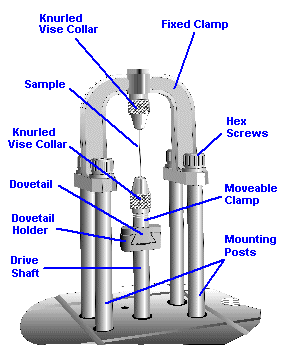 Knurled
Vise Collar
Fixed Clamp
Sample
Hex
Screws
Knurled
Vise Collar
Dovetail
Moveable
Clamp
Dovetail
Holder
Mounting
Posts
Drive
Shaft